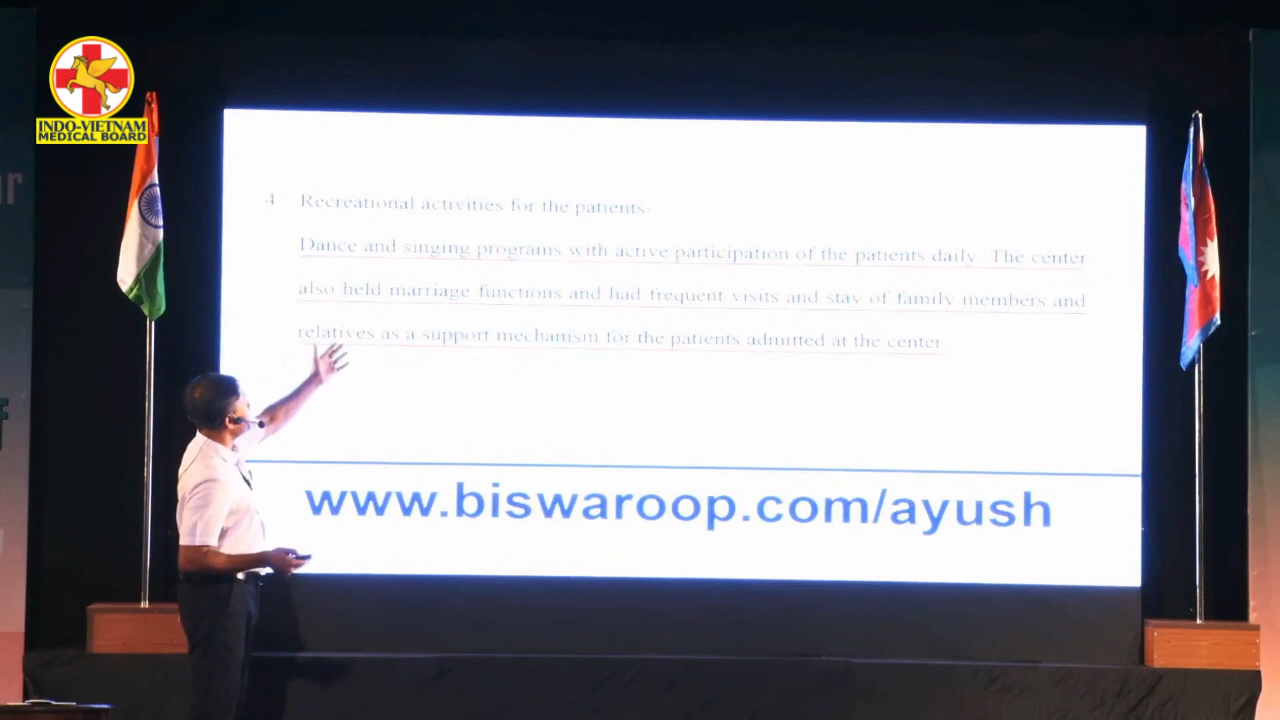 INDO-VIETNAM
MEDICAL BOARD
4 Recreational activities for the patients-
Dance and singing programs with active participation of the patients daily. The center
also held marriage functions and had frequent visits and stay of family members and
relatives as a support mechanism for the patients admitted at the center
www.biswaroop.com/ayush